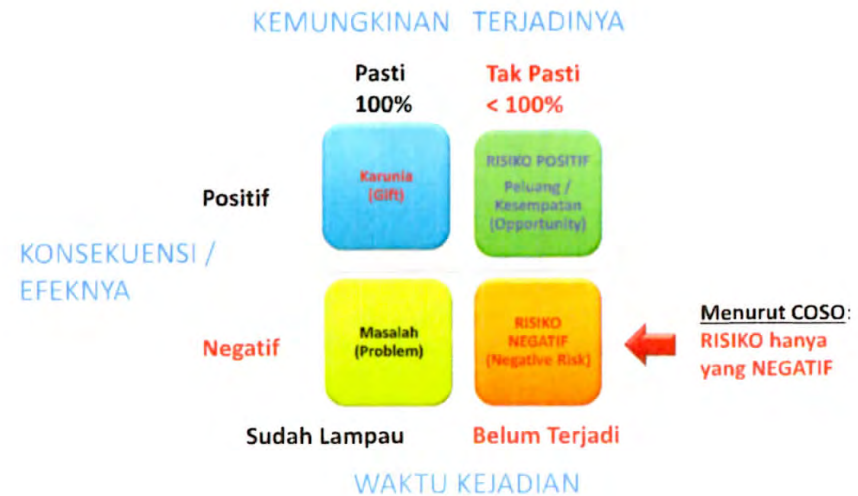 KEMUNGKINAN TERJADINYA
Pasti
100%
Tak Pasti
< 100%
Positif
Karunia
(Gift)
RISIKO POSITIF
Peluang /
Kesempatan
(Opportunity)
KONSEKUENSI /
EFEKNYA
Negatif
Masalah
(Problem)
RISIKO
NEGATIF
(Negative Risk)
Menurut COSO:
RISIKO hanya
yang NEGATIF
Sudah Lampau
Belum Terjadi
WAKTU KEJADIAN